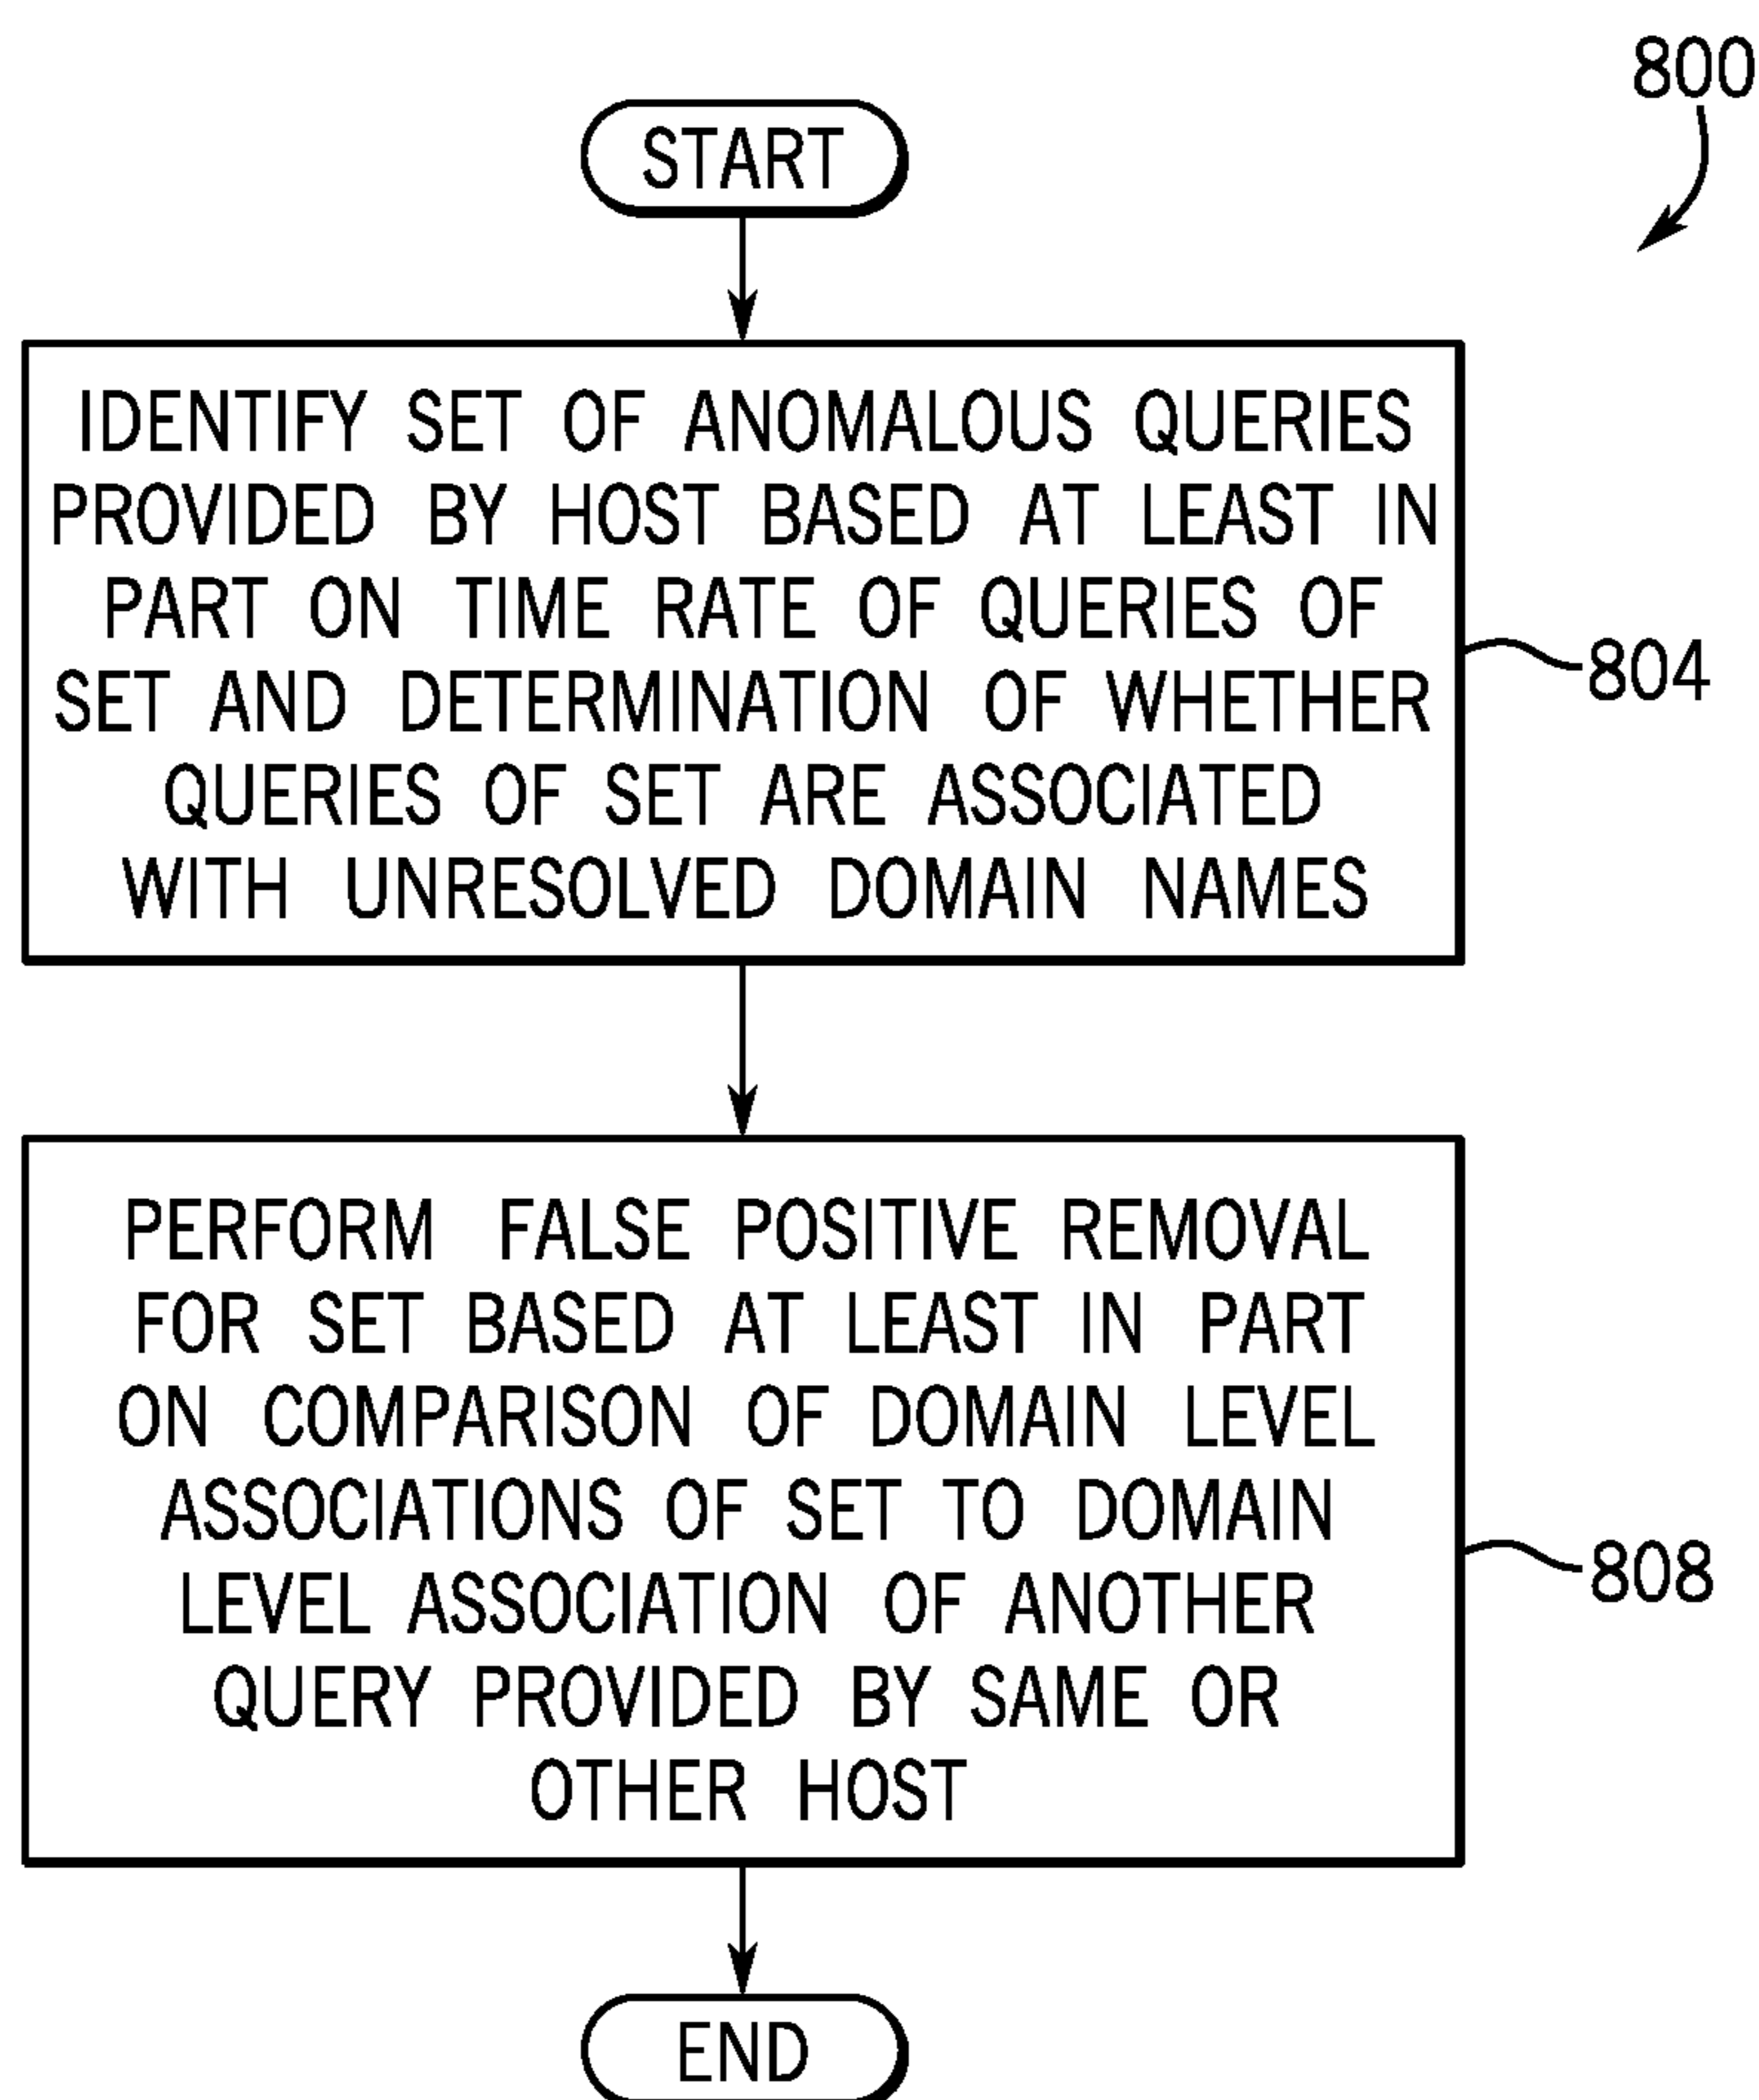 800
START
IDENTIFY SET OF ANOMALOUS QUERIES
PROVIDED BY HOST BASED AT LEAST IN
PART ON TIME RATE OF QUERIES OF
SET AND DETERMINATION OF WHETHER
QUERIES OF SET ARE ASSOCIATED
WITH UNRESOLVED DOMAIN NAMES
804
PERFORM FALSE POSITIVE REMOVAL
FOR SET BASED AT LEAST IN PART
ON COMPARISON OF DOMAIN LEVEL
ASSOCIATIONS OF SET TO DOMAIN
LEVEL ASSOCIATION OF ANOTHER
QUERY PROVIDED BY SAME OR
OTHER HOST
808
END